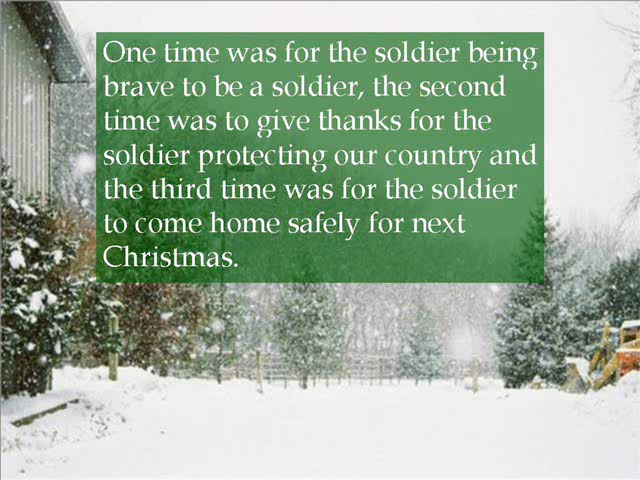 One time was for the soldier being
brave to be a soldier, the second
time was to give thanks for the
soldier protecting our country and
the third time was for the soldier
to come home safely for next
Christmas.